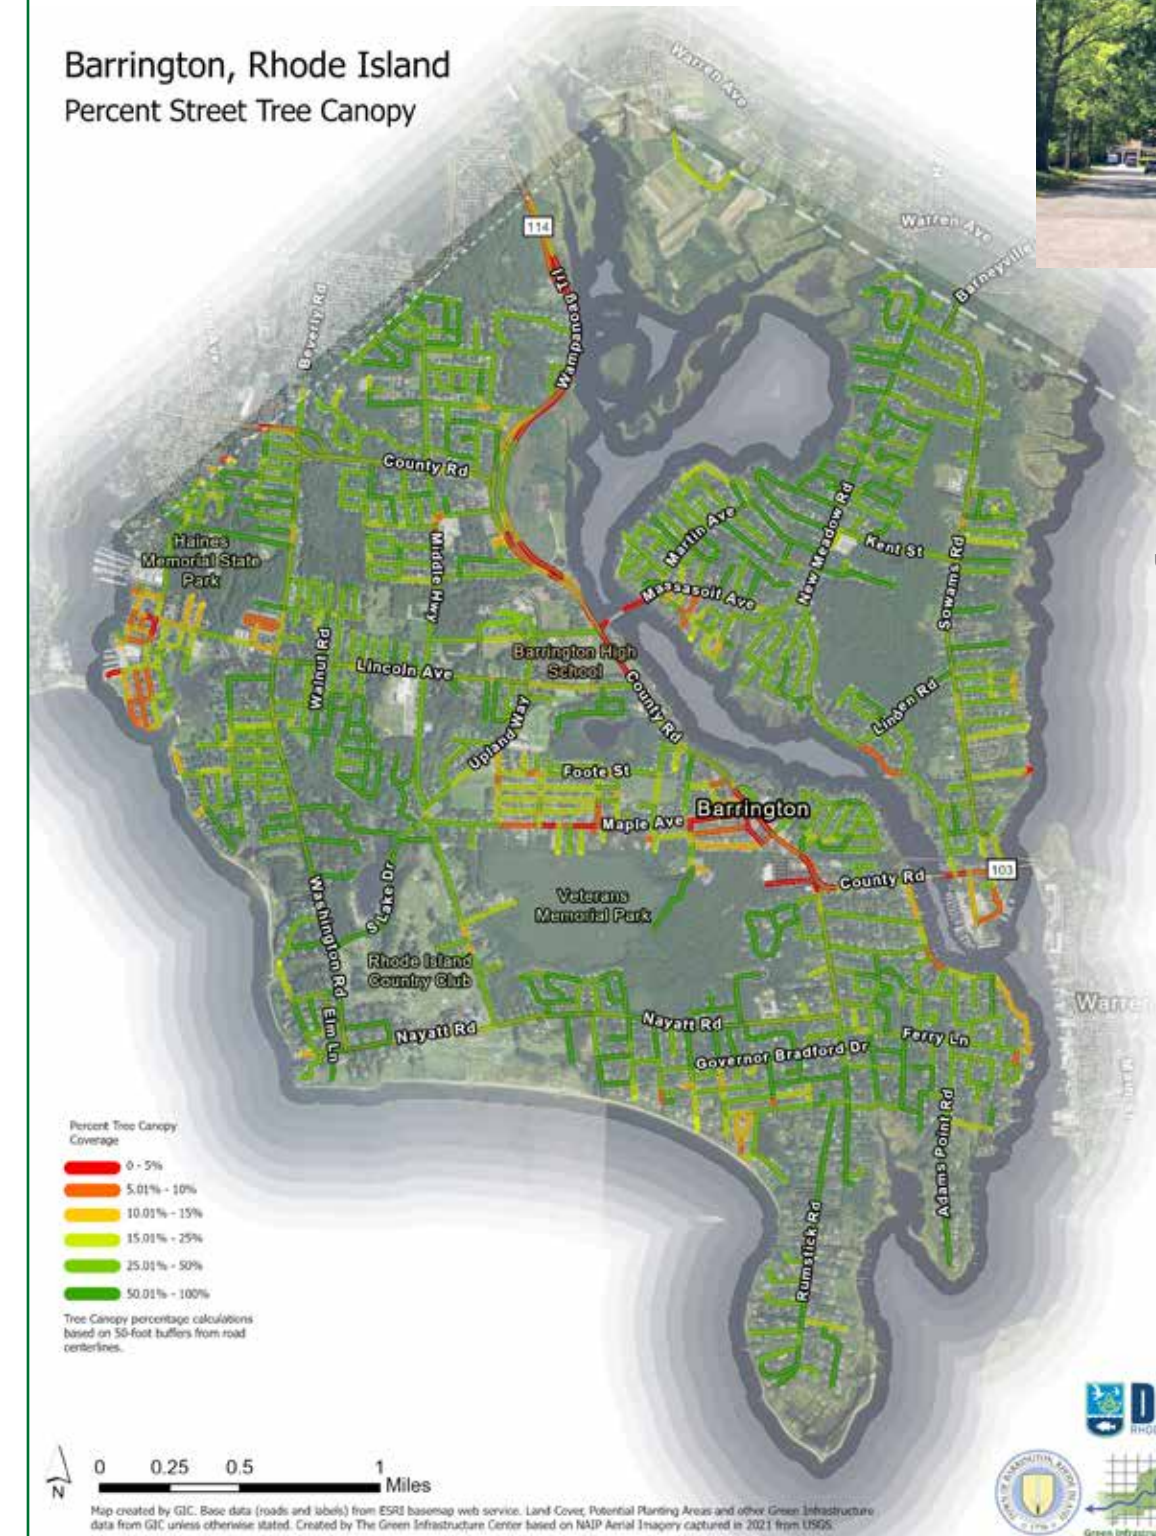 Barrington, Rhode Island
Percent Street Tree Canopy
Warren Ave
114
Warren Ave
Barneyville
Wampanoag Trl
Beverly Rd
County Rd
Martin Ave
New Meadow Rd
Kent St
Haines
Memorial State
Park
Middle Hwy
Massasoit Ave
Sowams Rd
Barrington High
School
Walnut Rd
Lincoln Ave
County Rd
Linden Rd
Upland Way
Foote St
Barrington
Maple Ave
103
County Rd
Veterans
Memorial Park
S Lake Dr
Washington Rd
Rhode Island
Country Club
Elm Ln
Nayatt Rd
Nayatt Rd
Ferry Ln
Governor Bradford Dr
Adams Point Rd
Rumstick Rd
Percent Tree Canopy
Coverage
0 - 5%
5.01% - 10%
10.01% - 15%
15.01% - 25%
25.01% - 50%
50.01% - 100%
Tree Canopy percentage calculations
based on 50-foot buffers from road
centerlines.
N
0 0.25 0.5 1
Miles
Map created by GIC. Base data (roads and labels) from ESRI basemap web service. Land Cover, Potential Planting Areas and other Green Infrastructure
data from GIC unless otherwise stated. Created by The Green Infrastructure Center based on NAIP Aerial Imagery captured in 2021 from USGS.